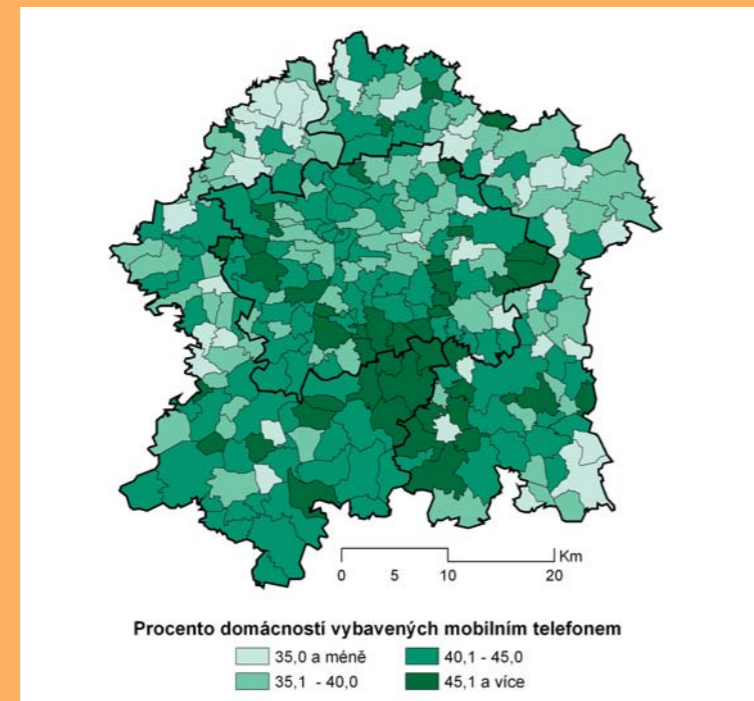 Km
0 5 10 20
Procento domácností vybavených mobilním telefonem
35,0 a méně 40,1 - 45,0
35,1 - 40,0 45,1 a více